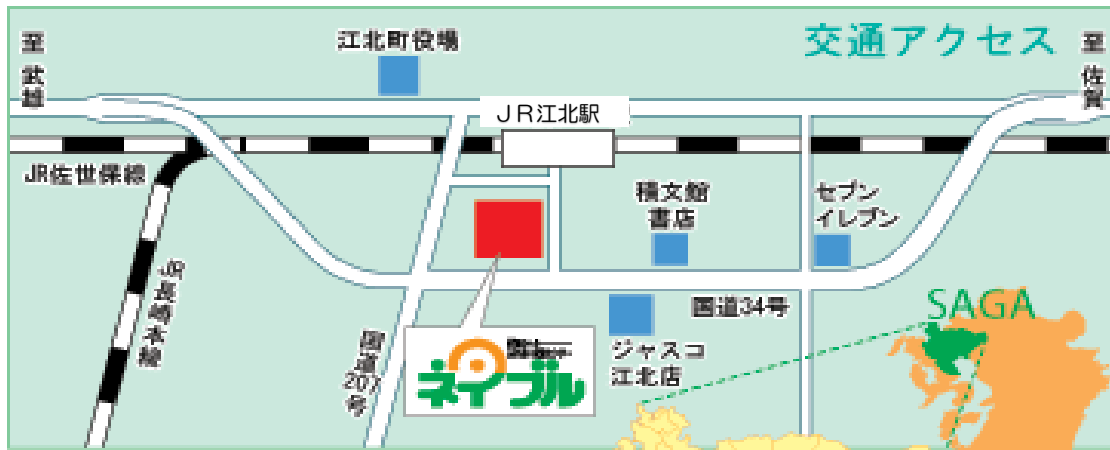 交通アクセス
至 武雄
江北町役場
至 佐賀
JR江北駅
JR佐世保線
積文館
書店
セブン
イレブン
JR長崎本線
国道34号
SAGA
国道
207
号
ネイブル
ジャスコ
江北店